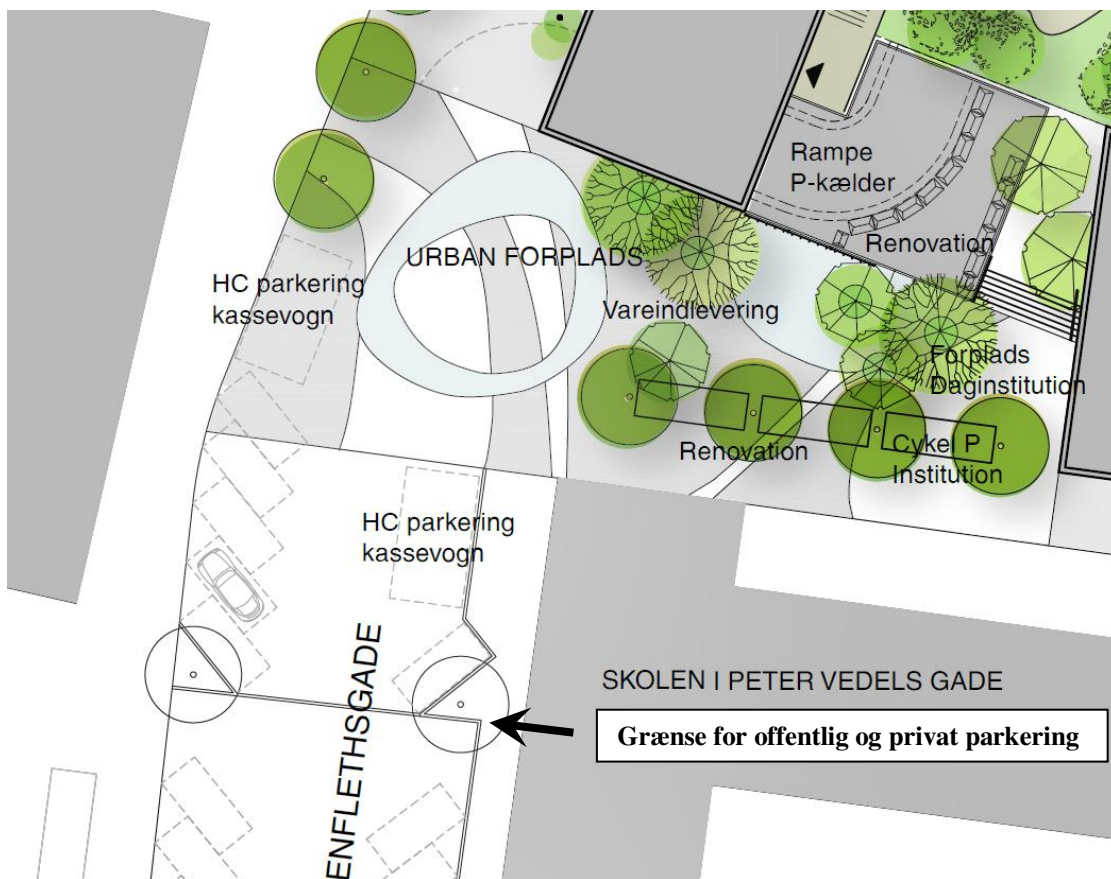 Rampe
P-kælder
Renovation
URBAN FORPLADS
HC parkering
kassevogn
Vareindlevering
Forplads
Daginstitution
Renovation
Cykel P
Institution
HC parkering
kassevogn
ENFLETHSGADE
SKOLEN I PETER VEDELS GADE
Grænse for offentlig og privat parkering